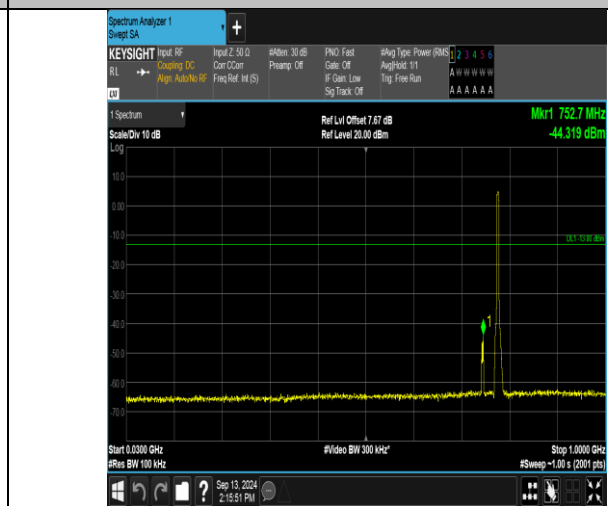 Spectrum Analyzer 1
Swept SA
+
KEYSIGHT
RL
LXI
Input: RF
Coupling: DC
Align: Auto/No RF
Input Z: 50 Ω
Corr CCorr
Freq Ref: Int (S)
#Atten: 30 dB
Preamp: Off
PNO: Fast
Gate: Off
IF Gain: Low
Sig Track: Off
#Avg Type: Power (RMS
Avg|Hold: 1/1
Trig: Free Run
1 2 3 4 5 6
A W W W W W
A A A A A A
1 Spectrum
Scale/Div 10 dB
Ref Lvl Offset 7.67 dB
Ref Level 20.00 dBm
Mkr1 752.7 MHz
-44.319 dBm
Log
10.0
0.00
-10.0
DL1 -13.00 dBm
-20.0
-30.0
-40.0
1
-50.0
-60.0
-70.0
Start 0.0300 GHz
#Res BW 100 kHz
#Video BW 300 kHz*
Stop 1.0000 GHz
#Sweep ~1.00 s (2001 pts)
?
Sep 13, 2024
2:15:51 PM